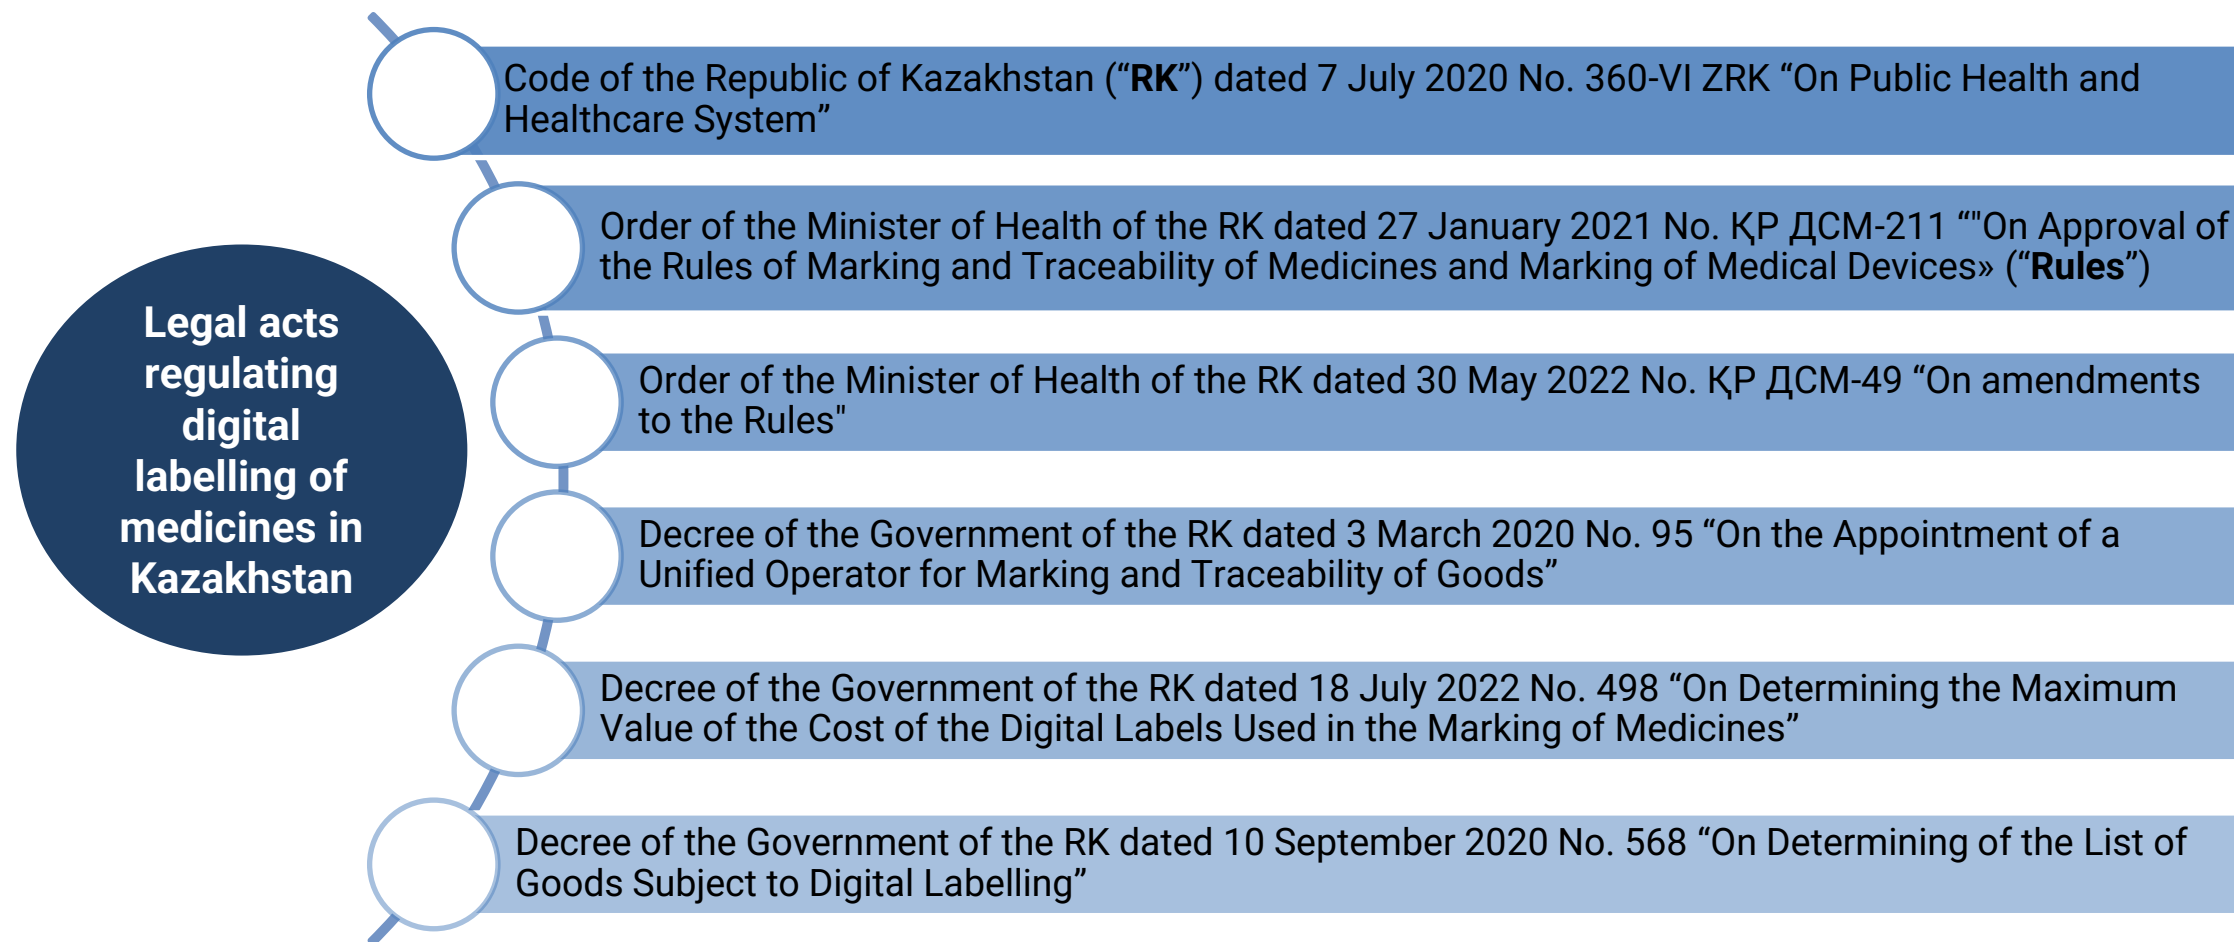 Legal acts
regulating
digital
labelling of
medicines in
Kazakhstan
Code of the Republic of Kazakhstan (“RK”) dated 7 July 2020 No. 360-VI ZRK “On Public Health and
Healthcare System”
Order of the Minister of Health of the RK dated 27 January 2021 No. ҚР ДСМ-211 “"On Approval of
the Rules of Marking and Traceability of Medicines and Marking of Medical Devices» (“Rules”)
Order of the Minister of Health of the RK dated 30 May 2022 No. ҚР ДСМ-49 “On amendments
to the Rules"
Decree of the Government of the RK dated 3 March 2020 No. 95 “On the Appointment of a
Unified Operator for Marking and Traceability of Goods”
Decree of the Government of the RK dated 18 July 2022 No. 498 “On Determining the Maximum
Value of the Cost of the Digital Labels Used in the Marking of Medicines”
Decree of the Government of the RK dated 10 September 2020 No. 568 “On Determining of the List of
Goods Subject to Digital Labelling”